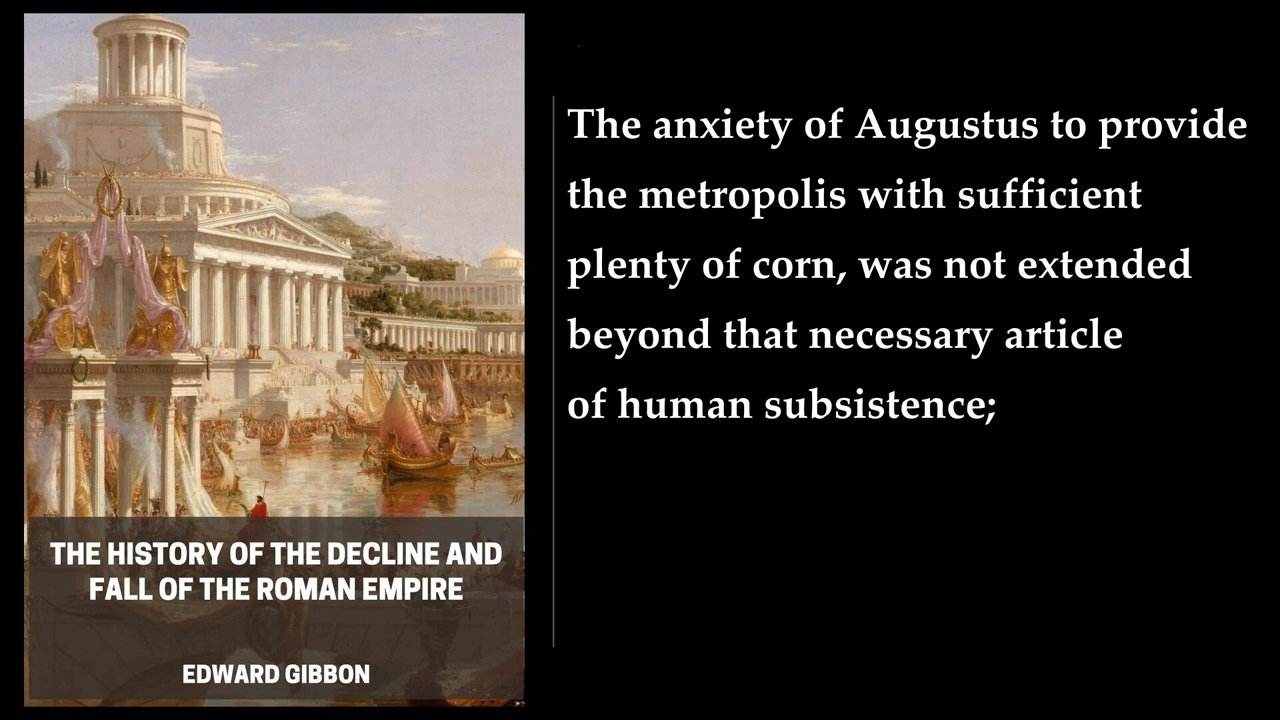 THE HISTORY OF THE DECLINE AND
FALL OF THE ROMAN EMPIRE
EDWARD GIBBON
The anxiety of Augustus to provide
the metropolis with sufficient
plenty of corn, was not extended
beyond that necessary article
of human subsistence;